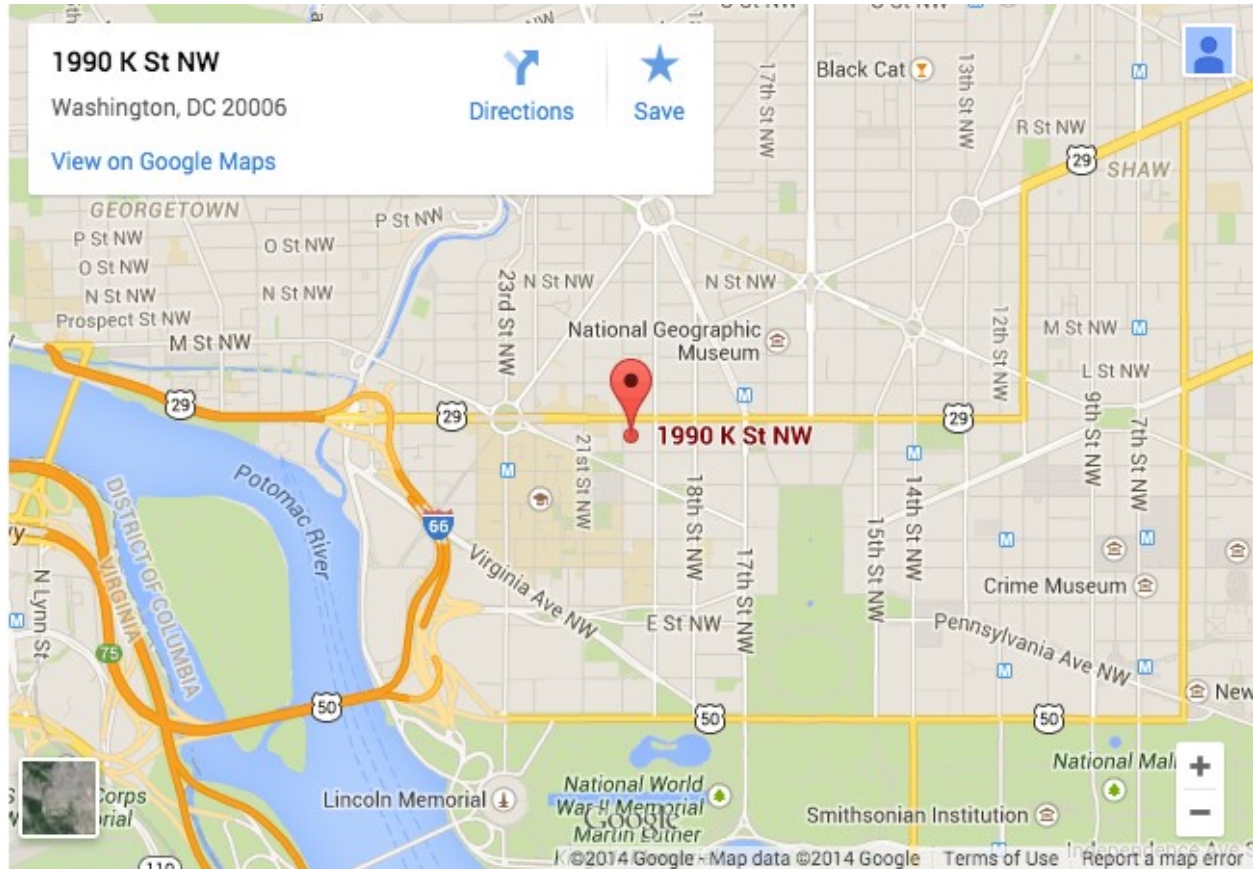 1990 K St NW
Washington, DC 20006
View on Google Maps
Directions
Save
17th St NW
Black Cat
13th St NW
M
R St NW
29
SHAW
GEORGETOWN
P St NW
P St NW
O St NW
O St NW
N St NW
N St NW
Prospect St NW
M St NW
23rd St NW
N St NW
N St NW
National Geographic
Museum
12th St NW
M St NW
M
L St NW
29
29
M
29
1990 K St NW
9th St NW
7th St NW
21st St NW
M
M
18th St NW
14th St NW
Potomac River
DISTRICT OF COLUMBIA
VIRGINIA
66
Virginia Ave NW
17th St NW
15th St NW
M
M
Crime Museum
N Lynn St
M
75
E St NW
Pennsylvania Ave NW
M
M
New
50
50
50
National Mall
+
−
Lincoln Memorial
National World
War II Memorial
Martin Luther
Google
Smithsonian Institution
Corps
110
©2014 Google - Map data ©2014 Google
Terms of Use
Report a map error